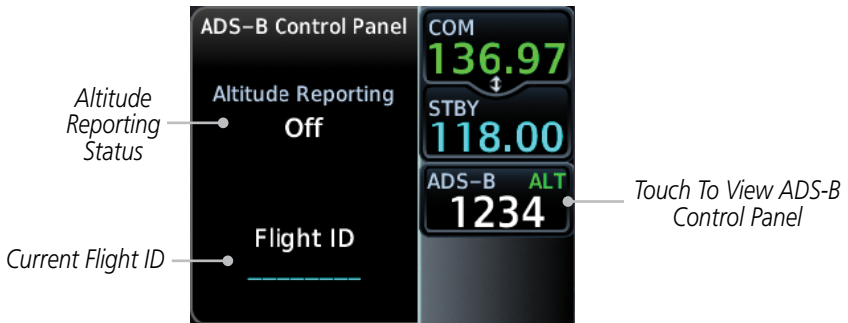 ADS-B Control Panel
Altitude Reporting
Off
Flight ID
________
COM
136.97
STBY
118.00
ADS-B ALT
1234
Altitude
Reporting
Status
Current Flight ID
Touch To View ADS-B
Control Panel